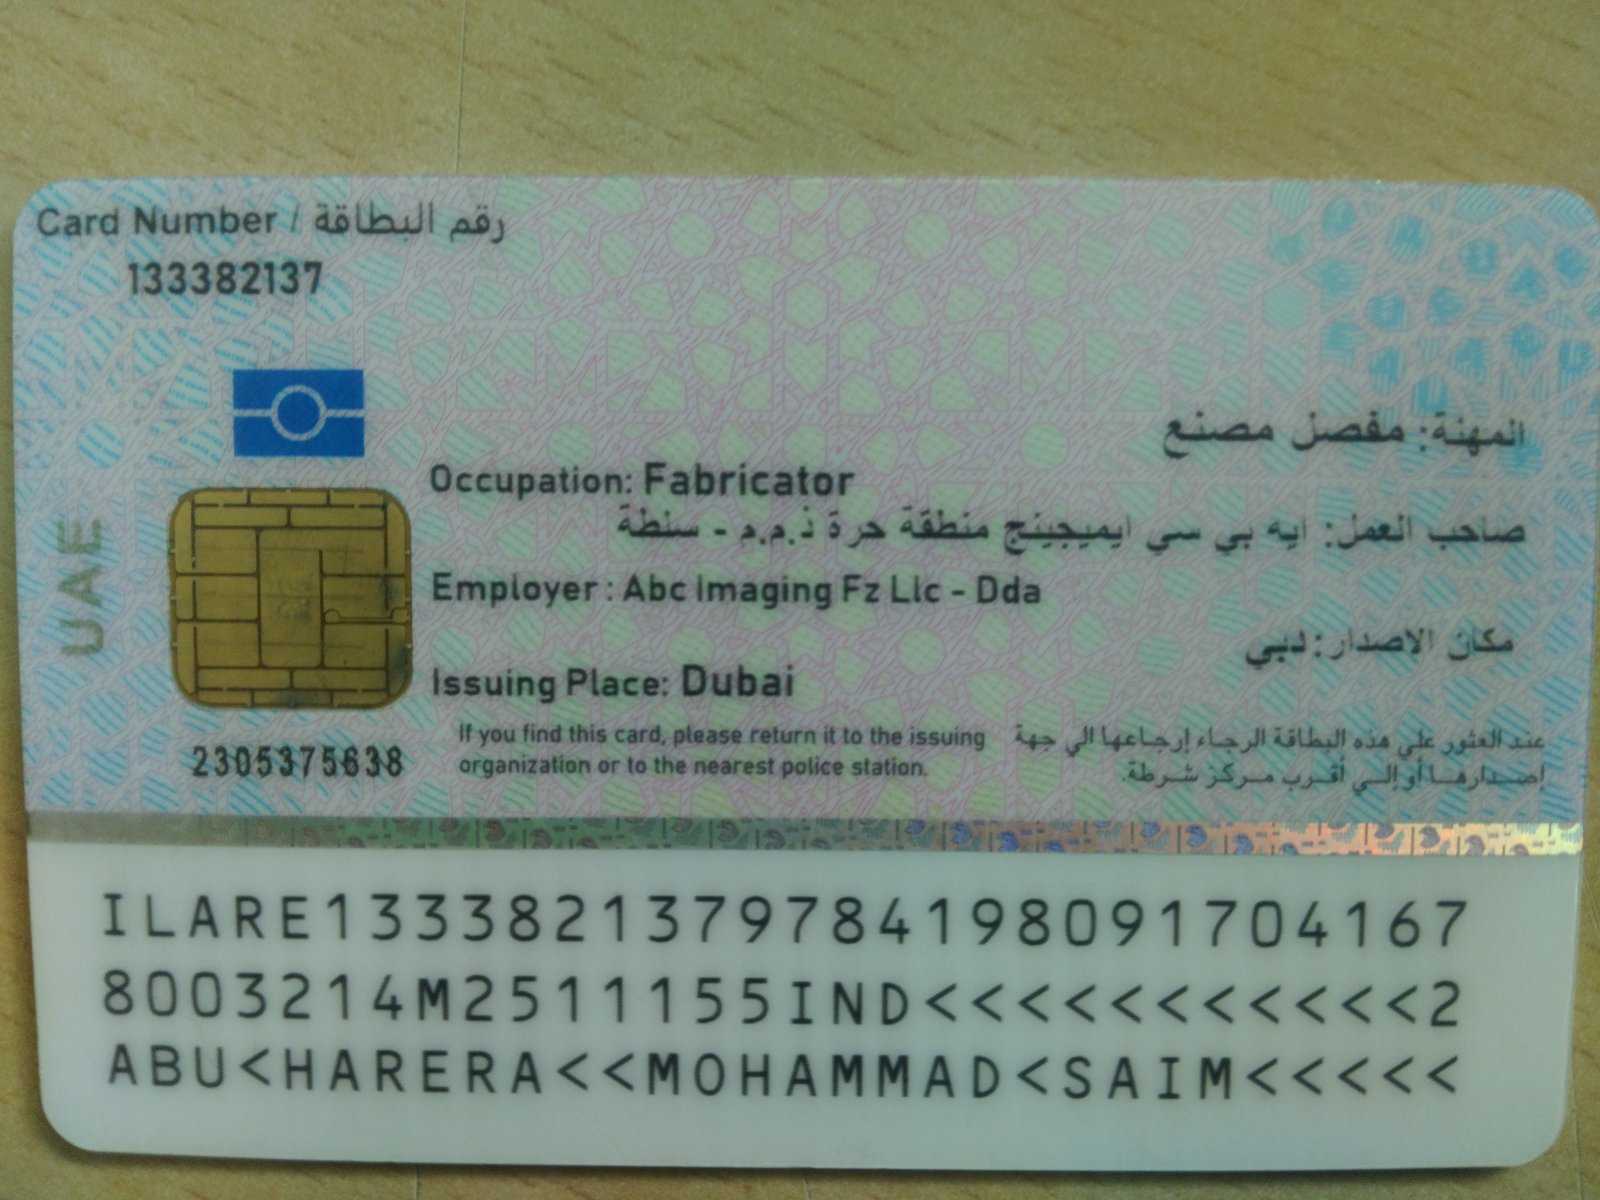 Card Number / رقم البطاقة
133382137
المهنة: مفصل مصنع
Occupation: Fabricator
صاحب العمل: ايه بي سي ايميجينج منطقة حرة ذ.م.م - سلطة
Employer : Abc Imaging Fz Llc - Dda
مكان الاصدار: دبي
Issuing Place: Dubai
UAE
2305375638
If you find this card, please return it to the issuing
organization or to the nearest police station.
عند العثور علي هذه البطاقة الرجاء إرجاعها الي جهة
إصدارها أو إلى أقرب مركز شرطة.
ILARE1333821379784198091704167
8003214M2511155IND<<<<<<<<<<<2
ABU<HARERA<<MOHAMMAD<SAIM<<<<<